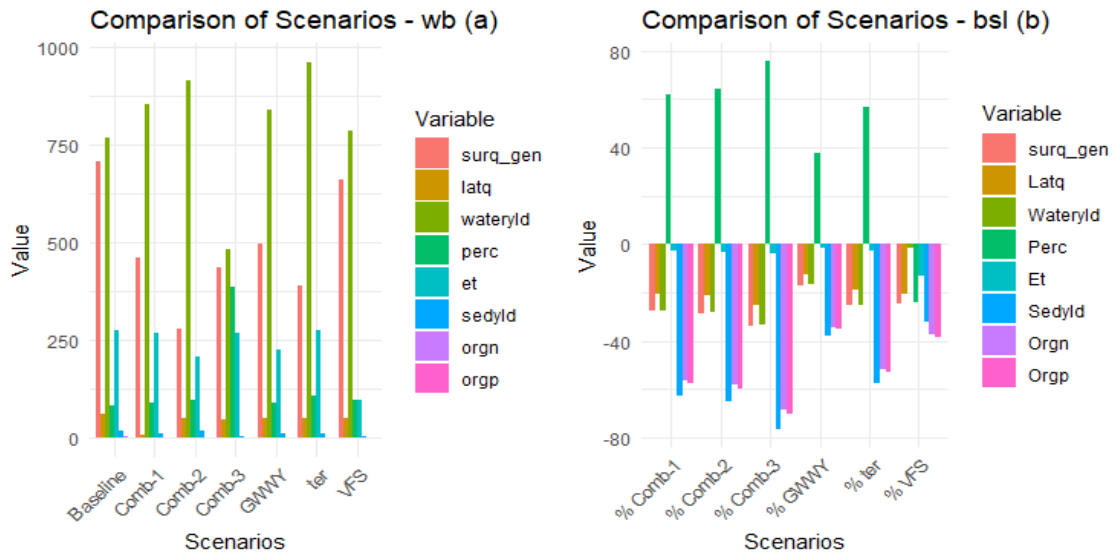 Comparison of Scenarios - wb (a)
1000
750
500
250
0
Value
Baseline
Comb-1
Comb-2
Comb-3
GWWY
ter
VFS
Scenarios
Variable
surq_gen
latq
wateryld
perc
et
sedyld
orgn
orgp
Comparison of Scenarios - bsl (b)
80
40
0
-40
-80
Value
% Comb-1
% Comb-2
% Comb-3
% GWWY
% ter
% VFS
Scenarios
Variable
surq_gen
Latq
Wateryld
Perc
Et
Sedyld
Orgn
Orgp